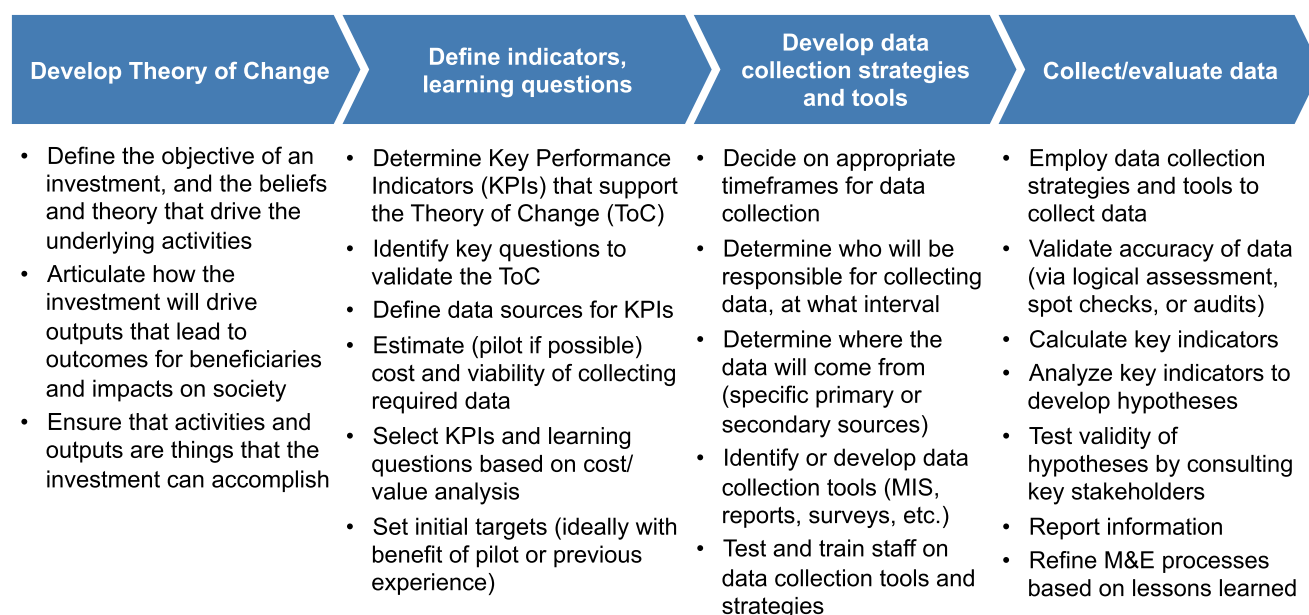 Develop Theory of Change
Define indicators,
learning questions
Develop data
collection strategies
and tools
Collect/evaluate data
• Define the objective of an
investment, and the beliefs
and theory that drive the
underlying activities
• Articulate how the
investment will drive
outputs that lead to
outcomes for beneficiaries
and impacts on society
• Ensure that activities and
outputs are things that the
investment can accomplish
• Determine Key Performance
Indicators (KPIs) that support
the Theory of Change (ToC)
• Identify key questions to
validate the ToC
• Define data sources for KPIs
• Estimate (pilot if possible)
cost and viability of collecting
required data
• Select KPIs and learning
questions based on cost/
value analysis
• Set initial targets (ideally with
benefit of pilot or previous
experience)
• Decide on appropriate
timeframes for data
collection
• Determine who will be
responsible for collecting
data, at what interval
• Determine where the
data will come from
(specific primary or
secondary sources)
• Identify or develop data
collection tools (MIS,
reports, surveys, etc.)
• Test and train staff on
data collection tools and
strategies
• Employ data collection
strategies and tools to
collect data
• Validate accuracy of data
(via logical assessment,
spot checks, or audits)
• Calculate key indicators
• Analyze key indicators to
develop hypotheses
• Test validity of
hypotheses by consulting
key stakeholders
• Report information
• Refine M&E processes
based on lessons learned